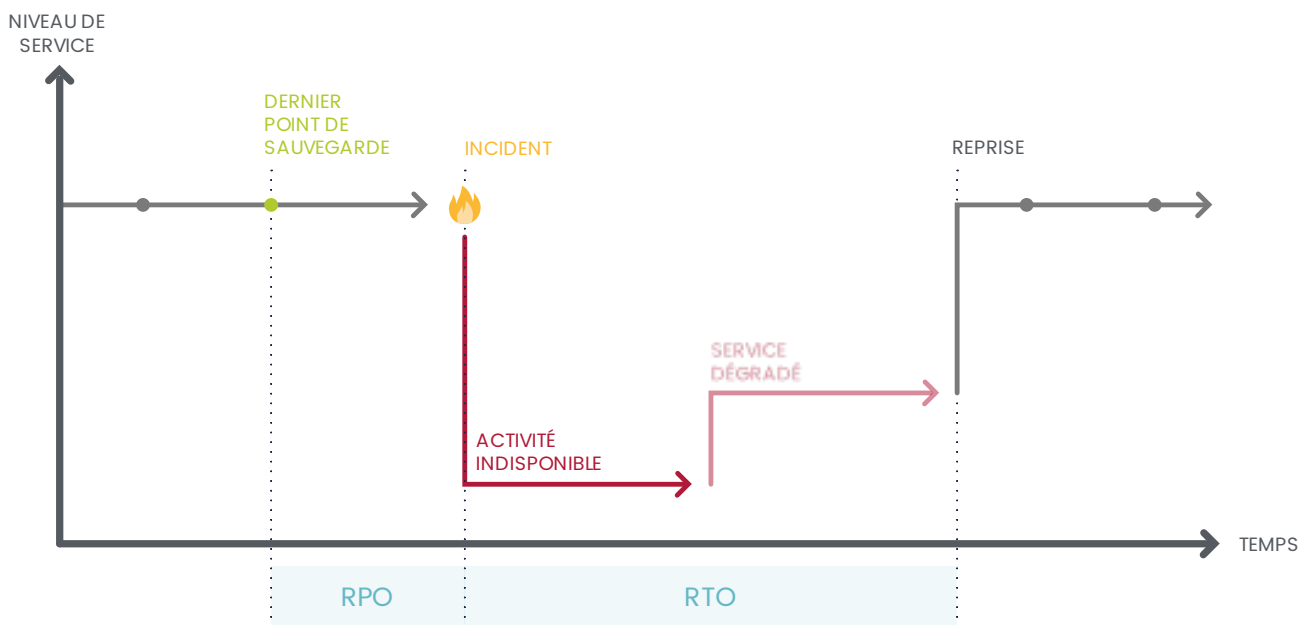 NIVEAU DE
SERVICE
DERNIER
POINT DE
SAUVEGARDE
INCIDENT
REPRISE
SERVICE
DÉGRADÉ
ACTIVITÉ
INDISPONIBLE
TEMPS
RPO
RTO